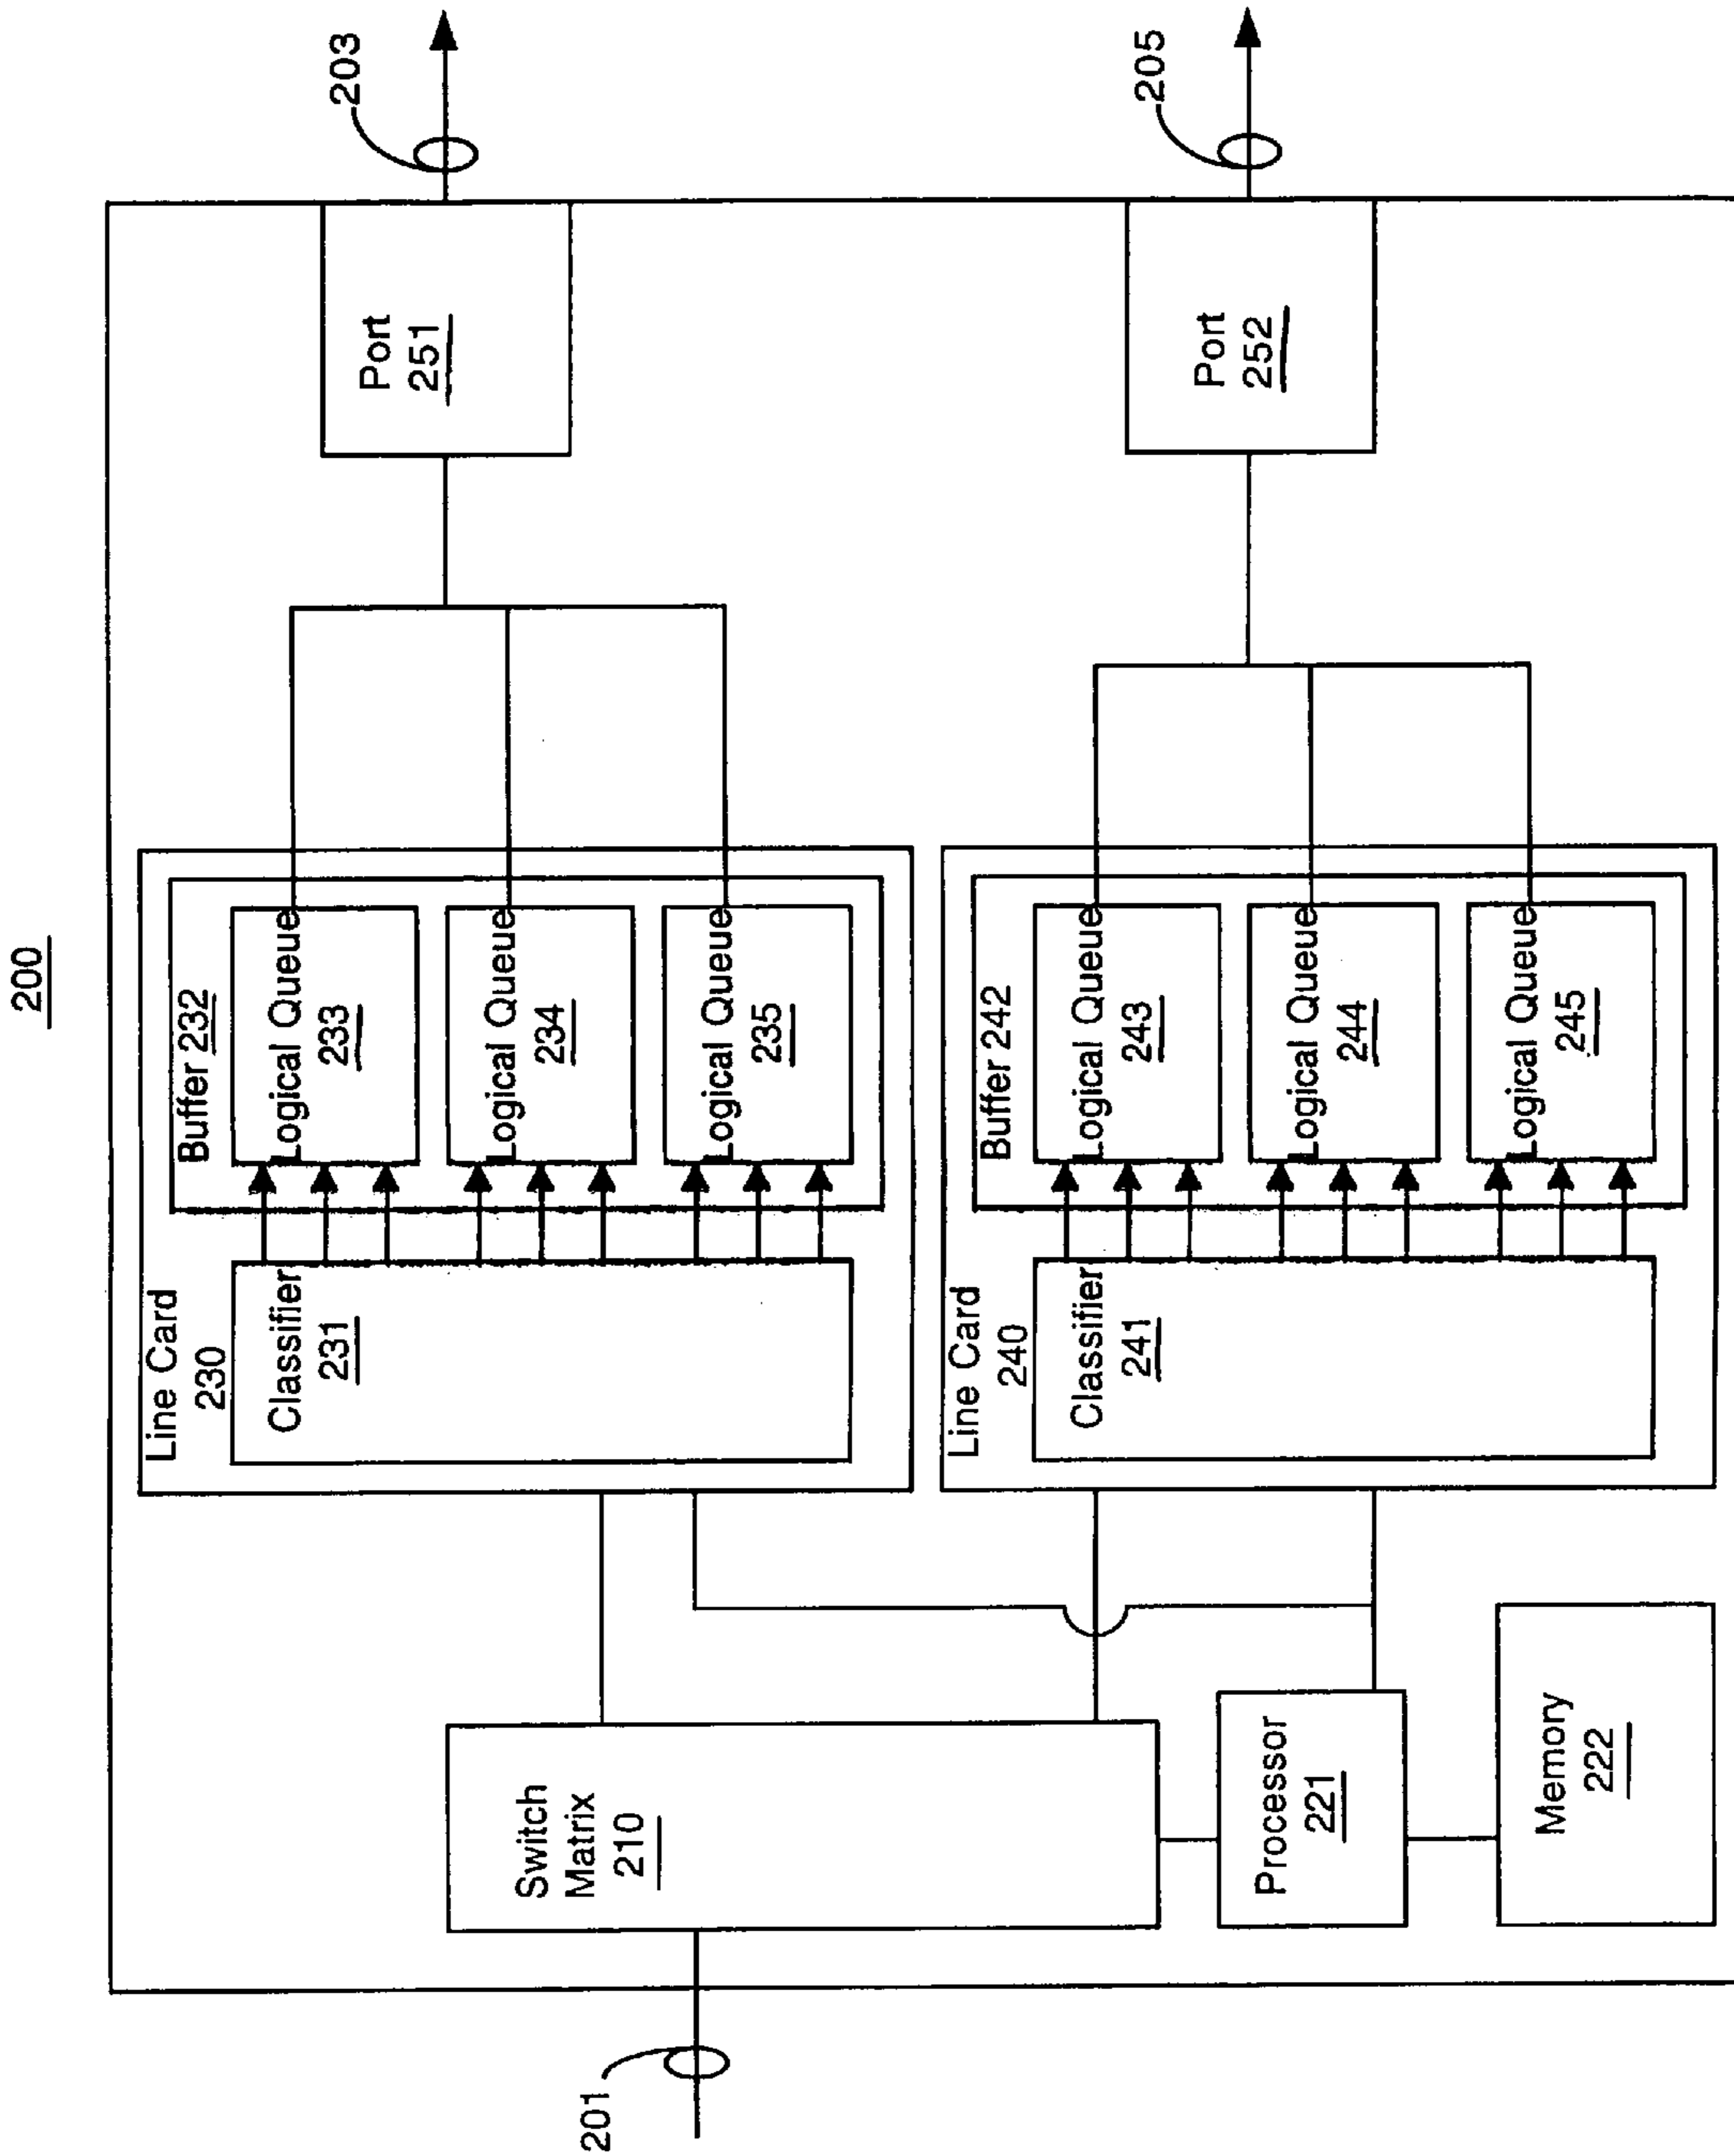 200
201
203
205
Switch
Matrix
210
Processor
221
Memory
222
Line Card
230
Classifier
231
Buffer 232
Logical Queue
233
Logical Queue
234
Logical Queue
235
Port
251
Line Card
240
Classifier
241
Buffer 242
Logical Queue
243
Logical Queue
244
Logical Queue
245
Port
252